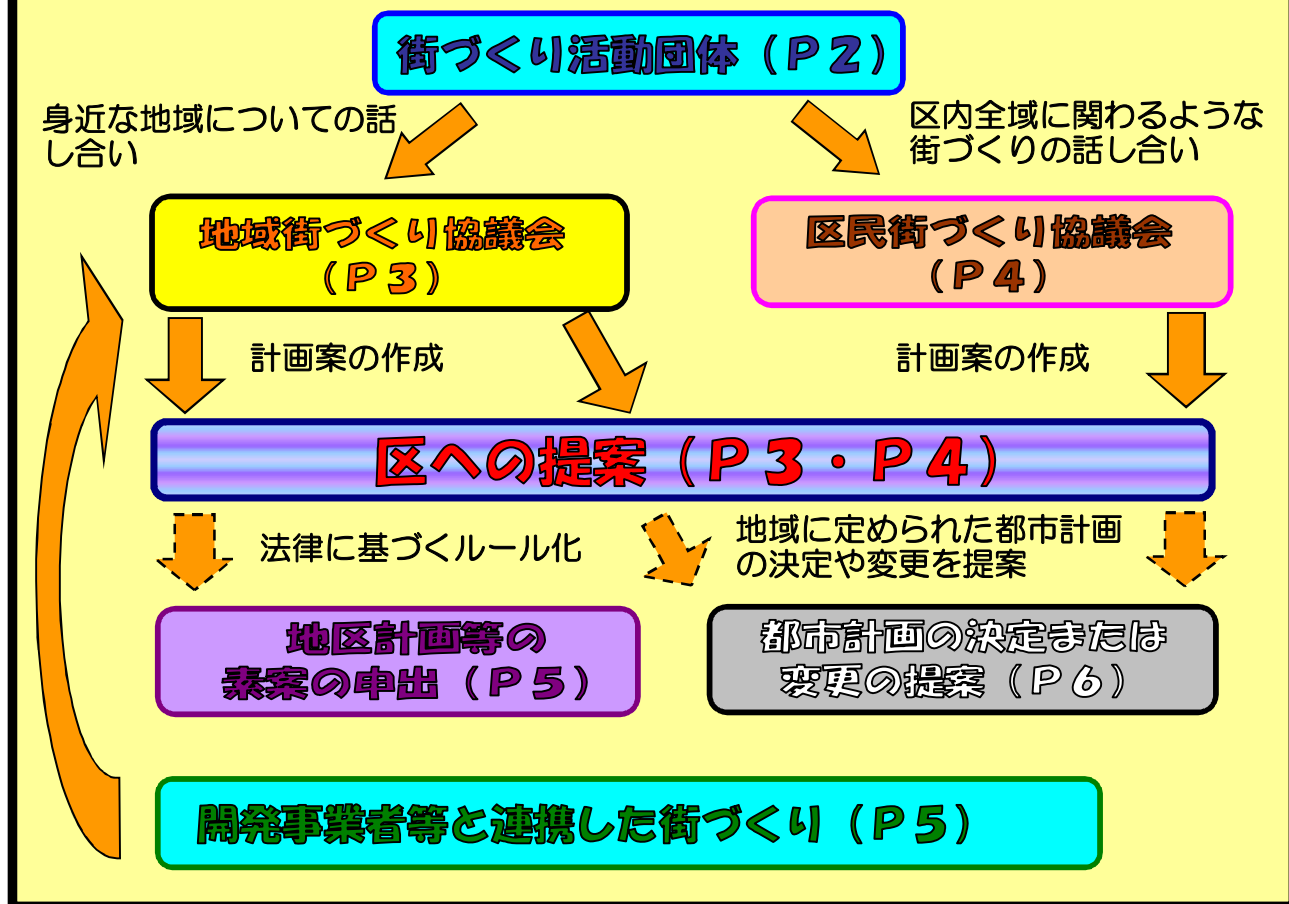 街づくり活動団体（Ｐ２）
身近な地域についての話
し合い
区内全域に関わるような
街づくりの話し合い
地域街づくり協議会
（Ｐ３）
区民街づくり協議会
（Ｐ４）
計画案の作成
計画案の作成
区への提案（Ｐ３・Ｐ４）
法律に基づくルール化
地域に定められた都市計画
の決定や変更を提案
地区計画等の
素案の申出（Ｐ５）
都市計画の決定または
変更の提案（Ｐ６）
開発事業者等と連携した街づくり（Ｐ５）